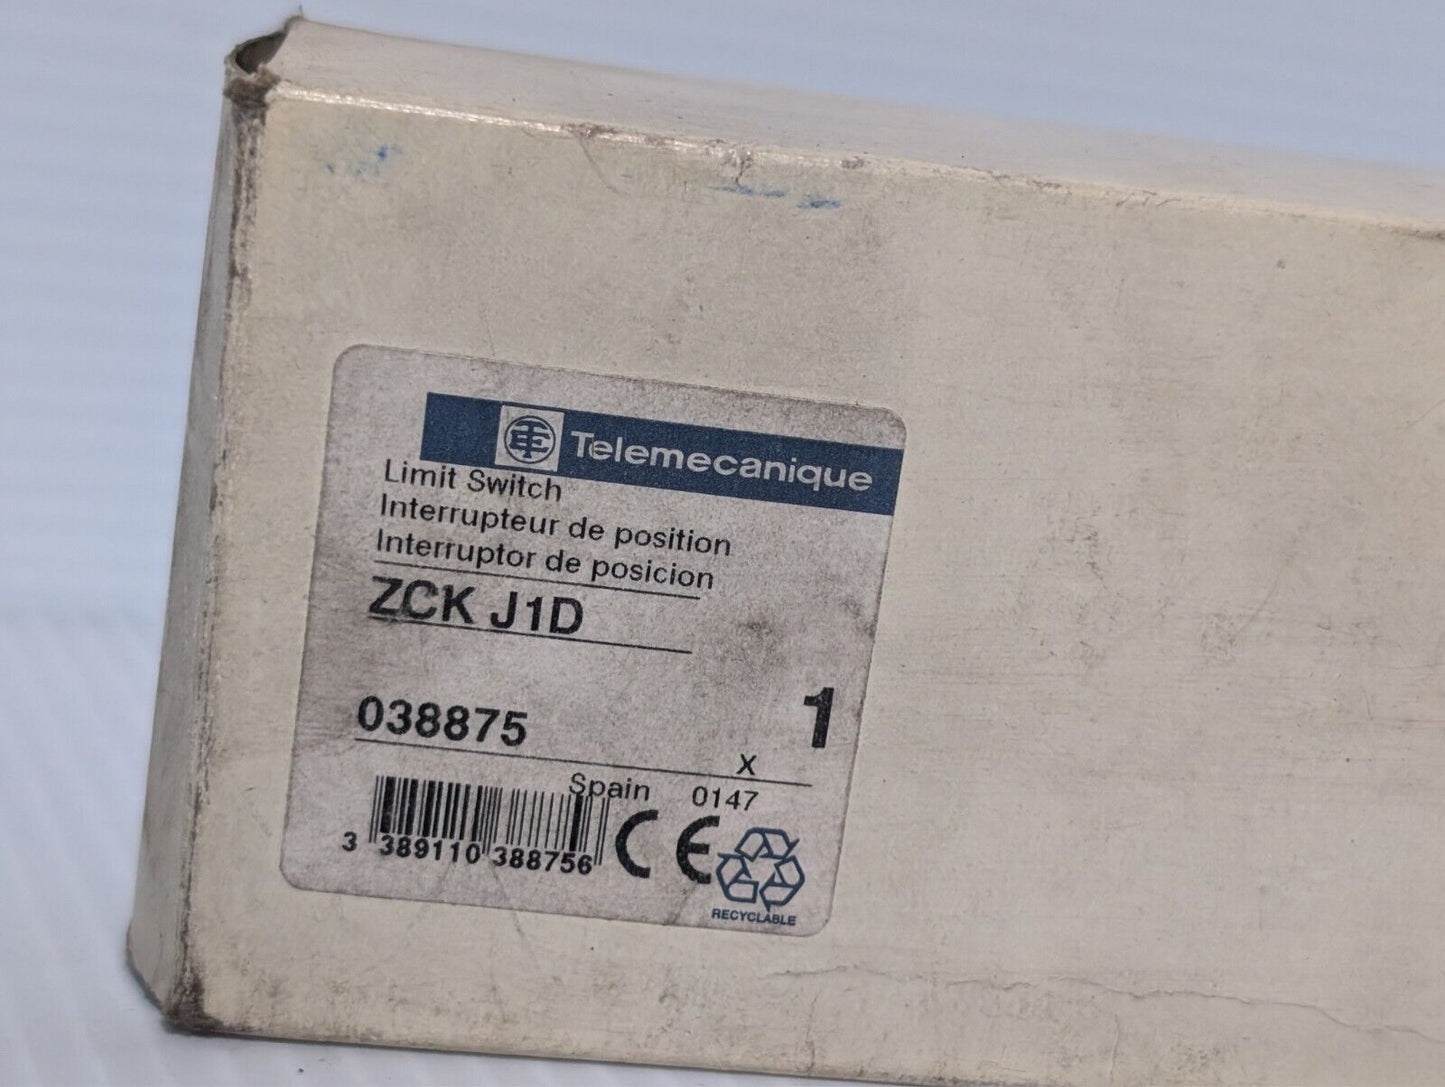 Telemecanique
Limit Switch
Interrupteur de position
Interruptor de posicion
ZCK J1D
038875
1
x
Spain 0147
3 389110 388756
CE
RECYCLABLE